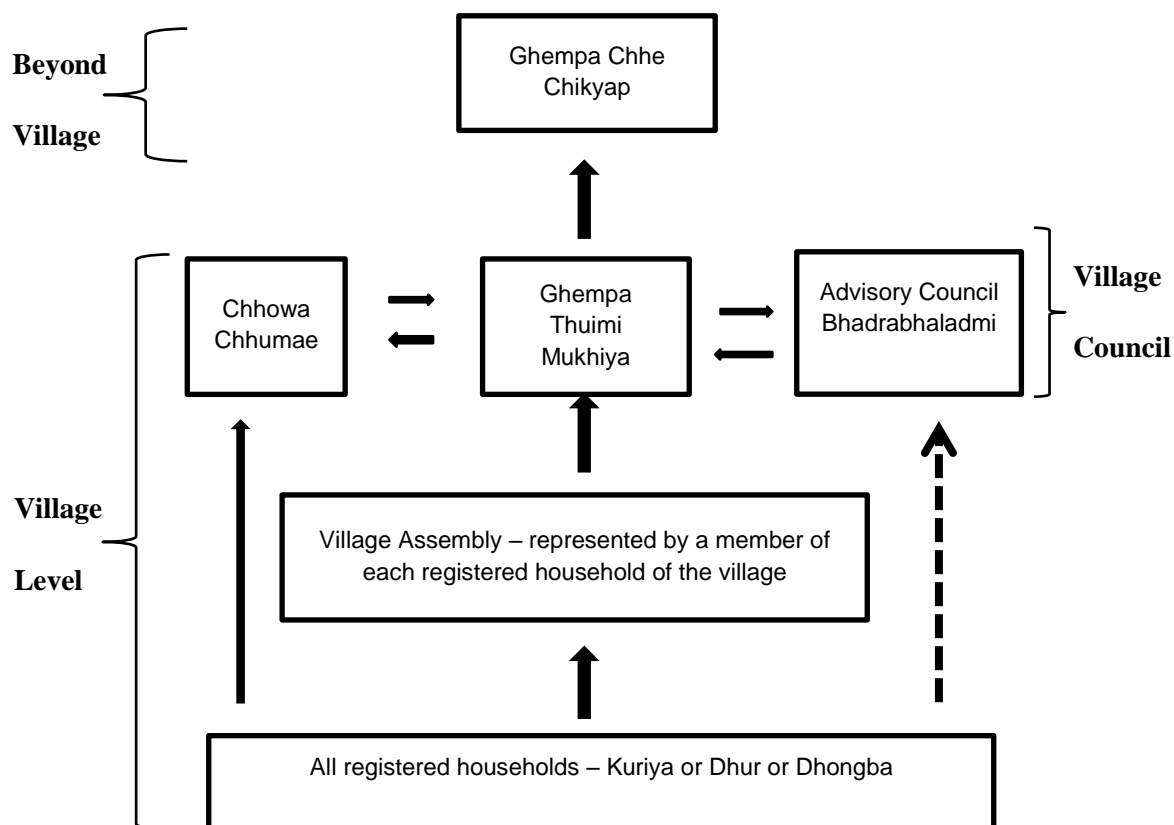 Beyond
Village
Ghempa Chhe
Chikyap
Chhowa
Chhumae
Ghempa
Thuimi
Mukhiya
Advisory Council
Bhadrabhaladmi
Village
Council
Village
Level
Village Assembly – represented by a member of
each registered household of the village
All registered households – Kuriya or Dhur or Dhongba